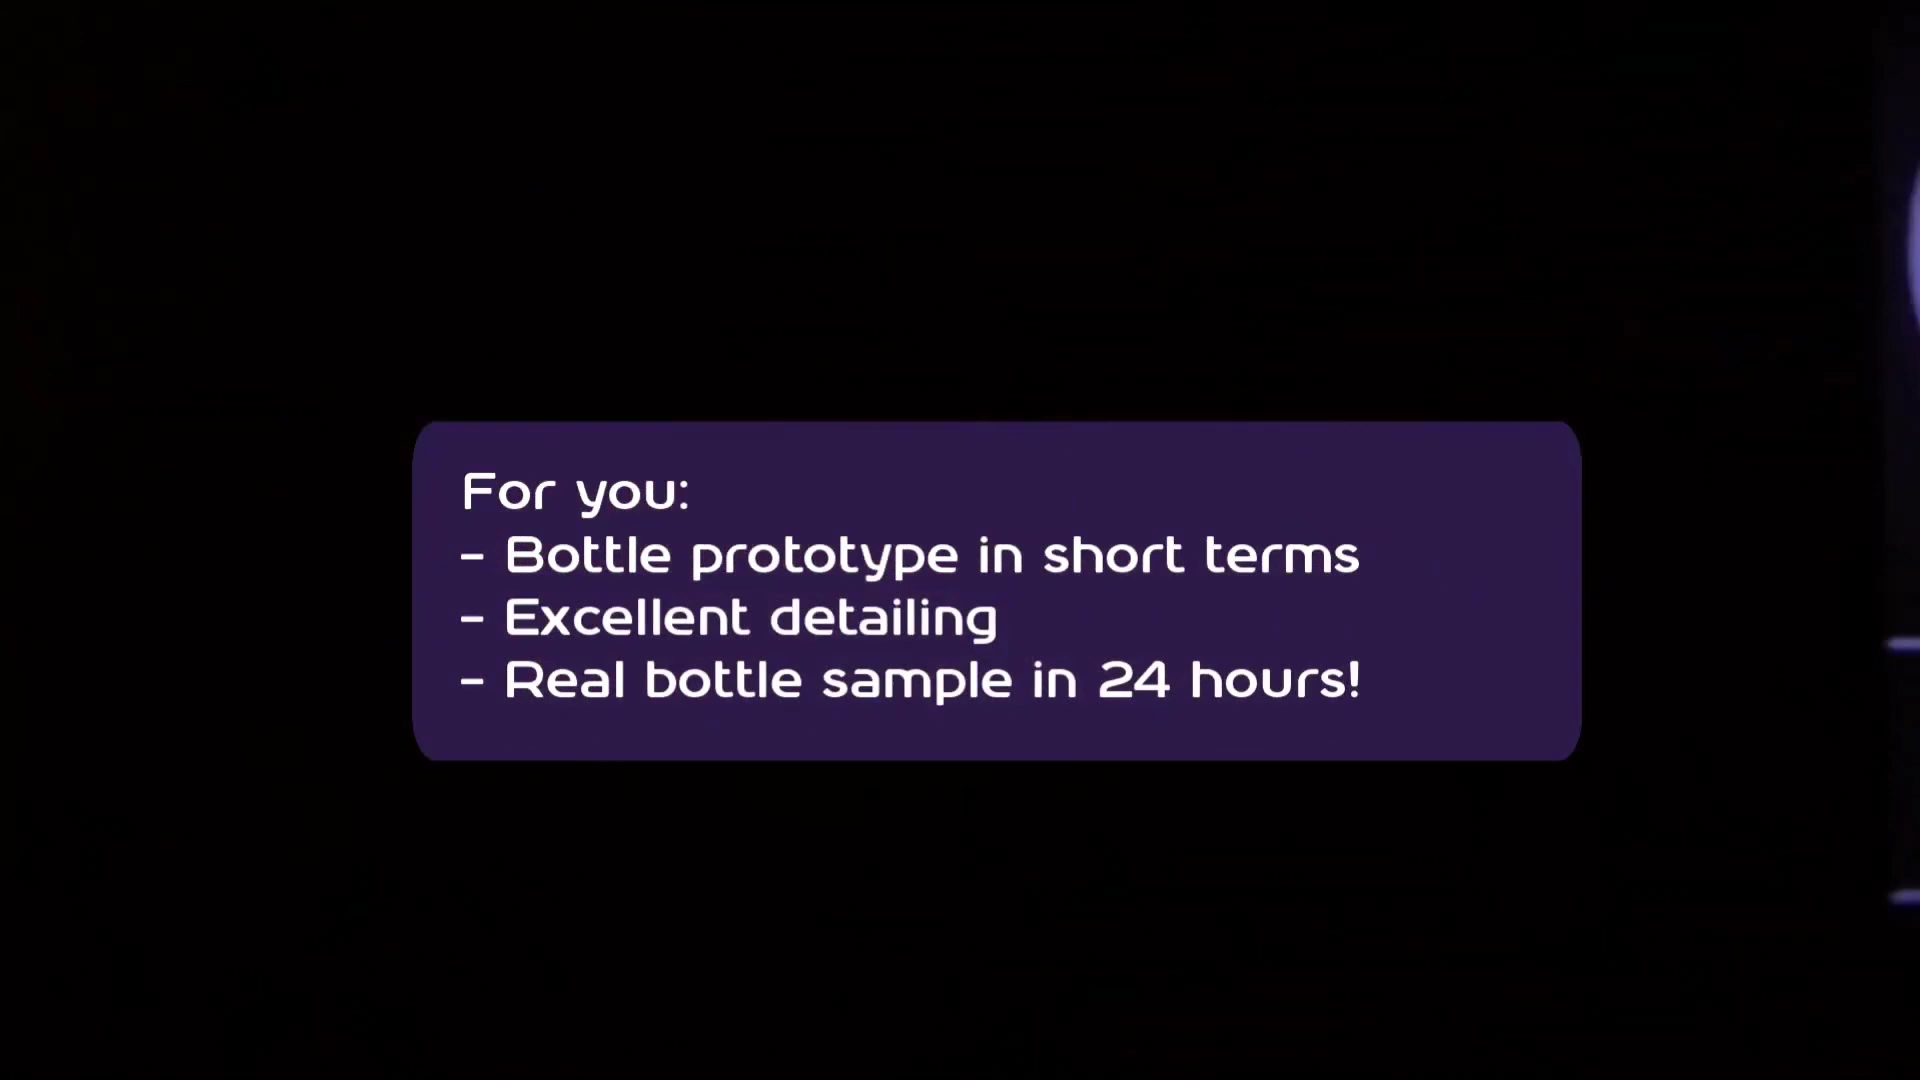 For you:
- Bottle prototype in short terms
- Excellent detailing
- Real bottle sample in 24 hours!